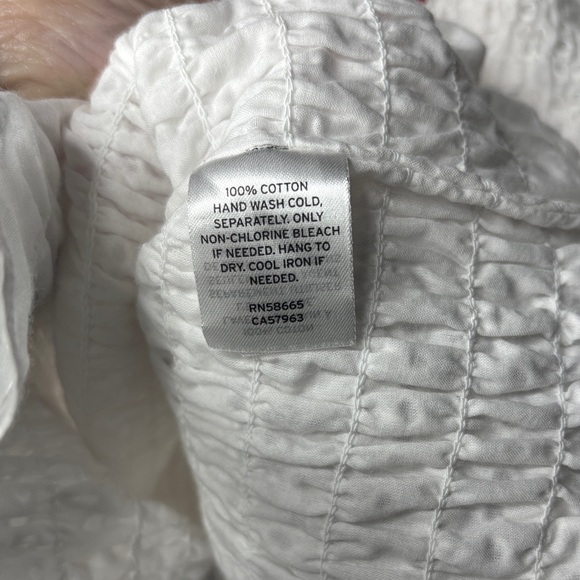 100% COTTON
HAND WASH COLD,
SEPARATELY. ONLY
NON-CHLORINE BLEACH
IF NEEDED. HANG TO
DRY. COOL IRON IF
NEEDED.
RN58665
CA57963